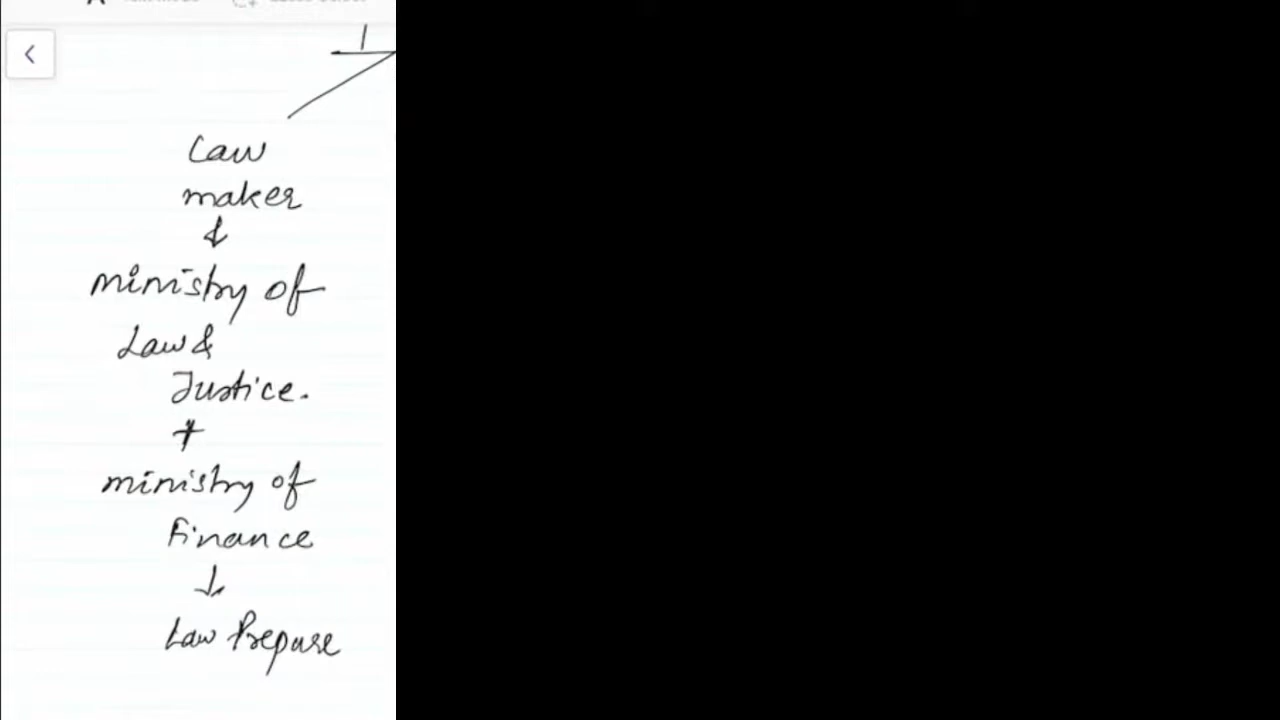 Law
maker
↓
ministry of
Law &
Justice.
+
ministry of
Finance
↓
Law Prepare